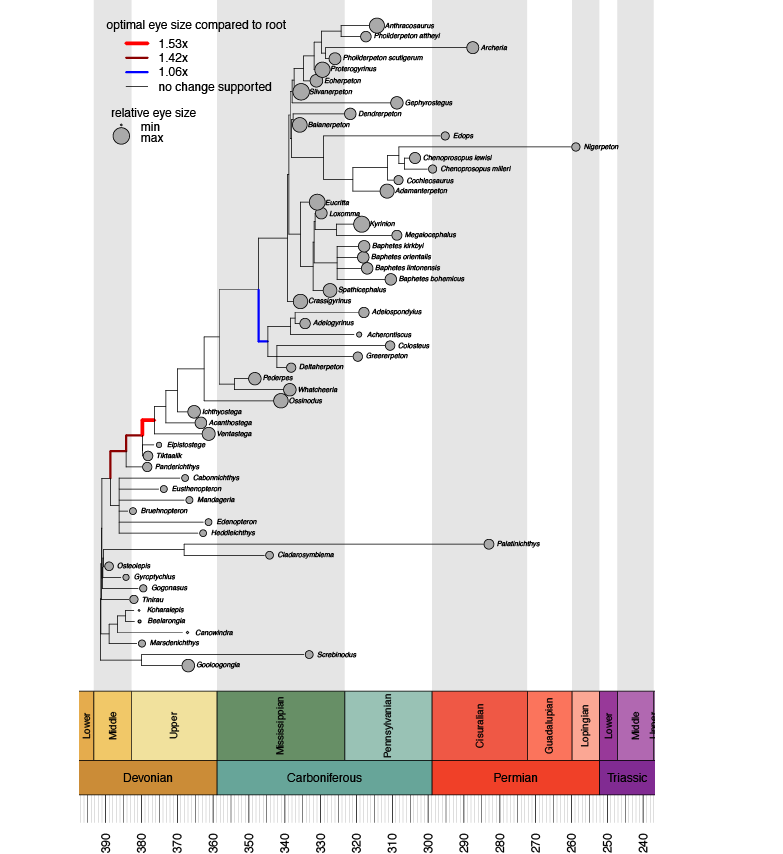 optimal eye size compared to root
1.53x
1.42x
1.06x
no change supported
relative eye size
min
max
Anthracosaurus
Pholiderpeton attheyi
Archeria
Pholiderpeton scutigerum
Proterogyrinus
Eoherpeton
Silvanerpeton
Gephyrostegus
Dendrerpeton
Balanerpeton
Edops
Nigerpeton
Chenoprosopus lewisi
Chenoprosopus milleri
Cochleosaurus
Adamanterpeton
Eucritta
Loxomma
Kyrinion
Megalocephalus
Baphetes kirkbyi
Baphetes orientalis
Baphetes lintonensis
Baphetes bohemicus
Spathicephalus
Crassigyrinus
Adelospondylus
Adelogyrinus
Acherontiscus
Colosteus
Greererpeton
Deltaherpeton
Pederpes
Whatcheeria
Ossinodus
Ichthyostega
Acanthostega
Ventastega
Elpistostege
Tiktaalik
Panderichthys
Cabonnichthys
Eusthenopteron
Mandageria
Bruehnopteron
Edenopteron
Heddleichthys
Palatinichthys
Cladarosymblema
Osteolepis
Gyroptychius
Gogonasus
Tinirau
Koharalepis
Beelarongia
Canowindra
Marsdenichthys
Screbinodus
Gooloogongia
Lower
Middle
Upper
Mississippian
Pennsylvanian
Cisuralian
Guadalupian
Lopingian
Lower
Middle
Upper
Devonian
Carboniferous
Permian
Triassic
390
380
370
360
350
340
330
320
310
300
290
280
270
260
250
240